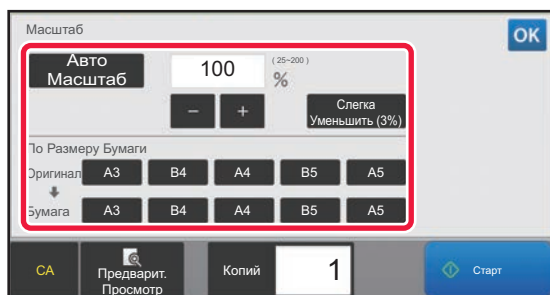 Масштаб
OK
Авто
Масштаб
100
(25~200)
%
−
+
Слегка
Уменьшить (3%)
По Размеру Бумаги
Оригинал
A3
B4
A4
B5
A5
Бумага
A3
B4
A4
B5
A5
CA
Предварит.
Просмотр
Копий
1
Старт